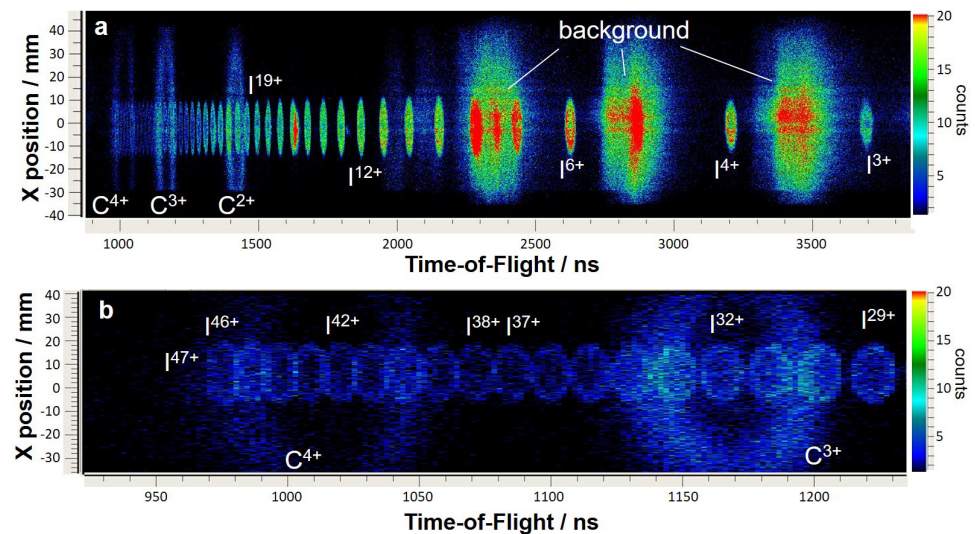 a
background
I19+
I12+
I6+
I4+
I3+
C4+
C3+
C2+
X position / mm
40
30
20
10
0
-10
-20
-30
-40
1000
1500
2000
2500
3000
3500
Time-of-Flight / ns
20
15
10
5
counts
b
I47+
I46+
I42+
I38+
I37+
I32+
I29+
C4+
C3+
X position / mm
40
30
20
10
0
-10
-20
-30
950
1000
1050
1100
1150
1200
Time-of-Flight / ns
20
15
10
5
counts